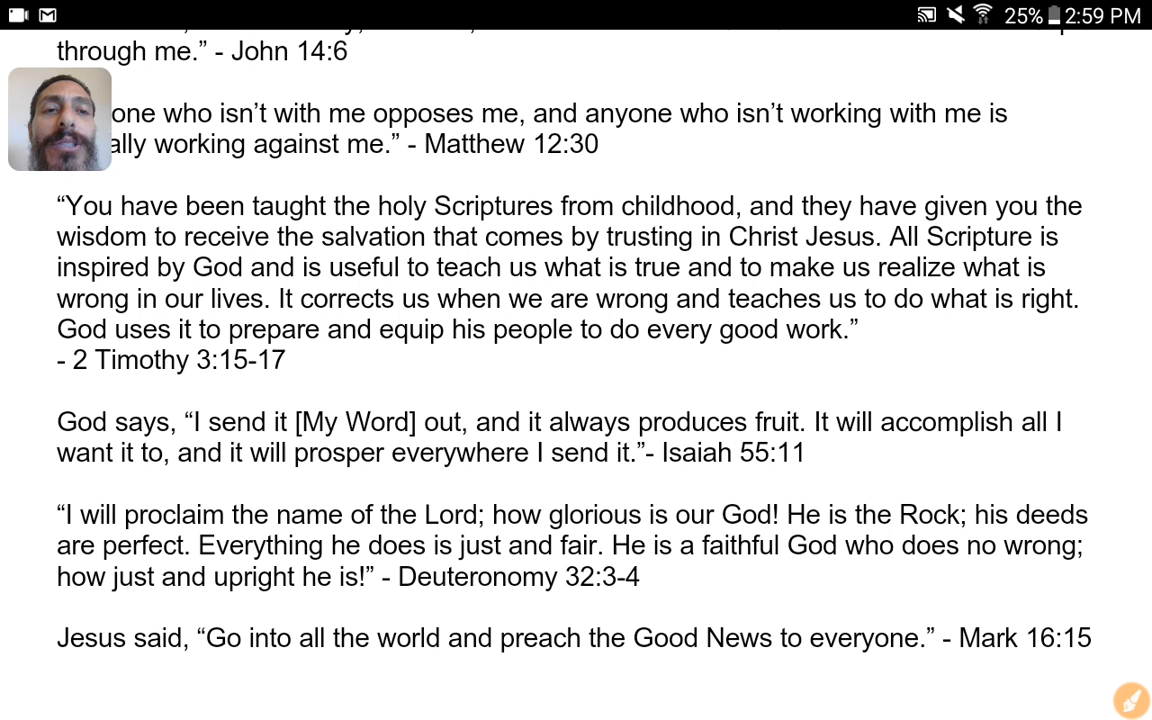 25% 2:59 PM
through me.” - John 14:6
one who isn’t with me opposes me, and anyone who isn’t working with me is
ally working against me.” - Matthew 12:30
“You have been taught the holy Scriptures from childhood, and they have given you the
wisdom to receive the salvation that comes by trusting in Christ Jesus. All Scripture is
inspired by God and is useful to teach us what is true and to make us realize what is
wrong in our lives. It corrects us when we are wrong and teaches us to do what is right.
God uses it to prepare and equip his people to do every good work.”
- 2 Timothy 3:15-17
God says, “I send it [My Word] out, and it always produces fruit. It will accomplish all I
want it to, and it will prosper everywhere I send it.”- Isaiah 55:11
“I will proclaim the name of the Lord; how glorious is our God! He is the Rock; his deeds
are perfect. Everything he does is just and fair. He is a faithful God who does no wrong;
how just and upright he is!” - Deuteronomy 32:3-4
Jesus said, “Go into all the world and preach the Good News to everyone.” - Mark 16:15